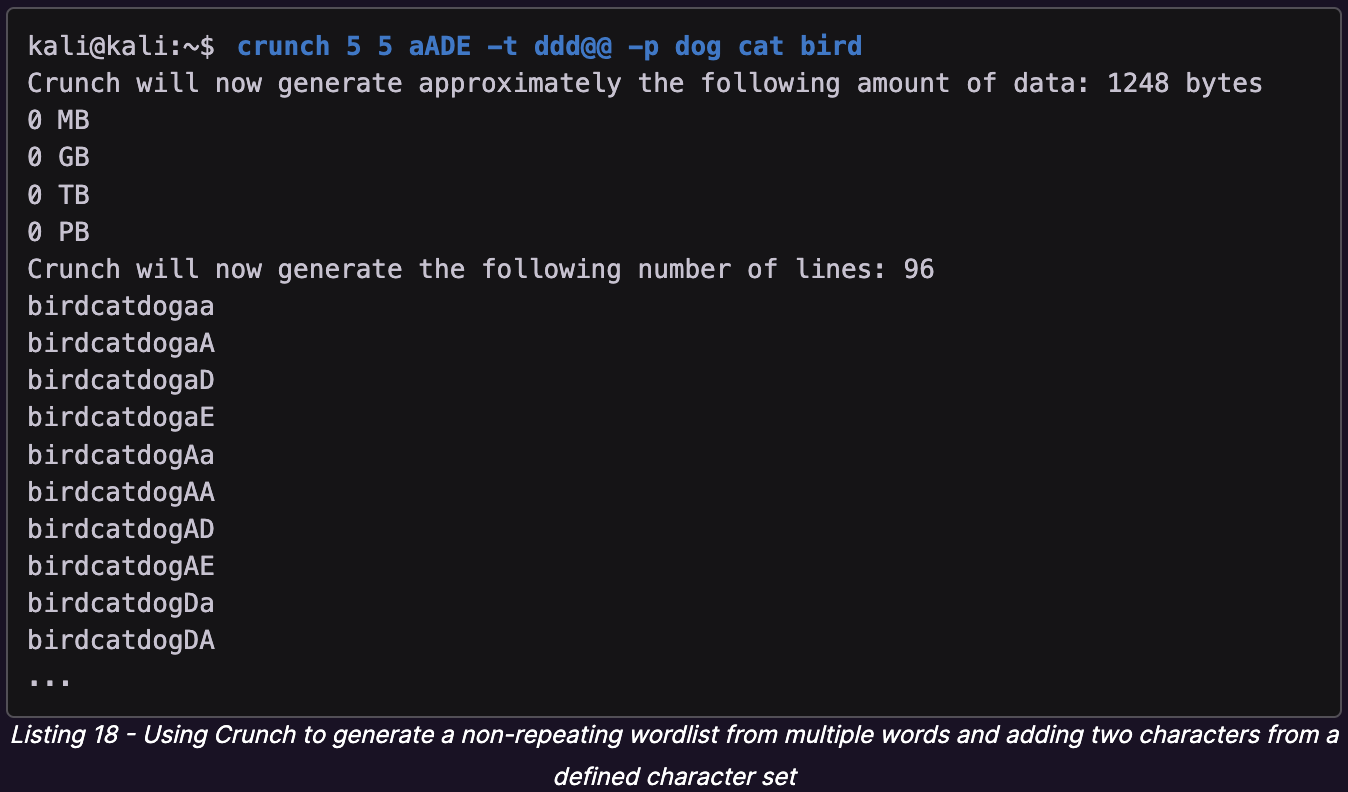 kali@kali:~$ crunch 5 5 aADE -t ddd@@ -p dog cat bird
Crunch will now generate approximately the following amount of data: 1248 bytes
0 MB
0 GB
0 TB
0 PB
Crunch will now generate the following number of lines: 96
birdcatdogaa
birdcatdogaA
birdcatdogaD
birdcatdogaE
birdcatdogAa
birdcatdogAA
birdcatdogAD
birdcatdogAE
birdcatdogDa
birdcatdogDA
...
Listing 18 - Using Crunch to generate a non-repeating wordlist from multiple words and adding two characters from a
defined character set